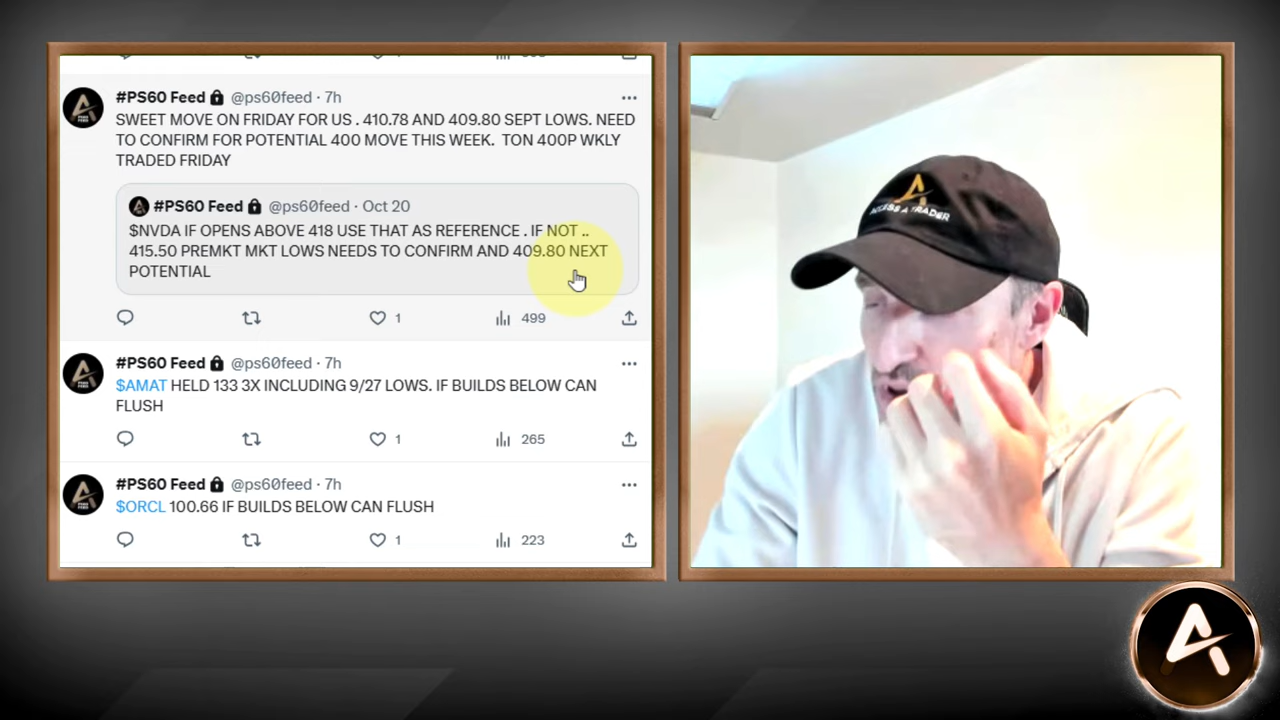 #PS60 Feed @ps60feed · 7h
SWEET MOVE ON FRIDAY FOR US . 410.78 AND 409.80 SEPT LOWS. NEED
TO CONFIRM FOR POTENTIAL 400 MOVE THIS WEEK. TON 400P WKLY
TRADED FRIDAY
#PS60 Feed @ps60feed · Oct 20
$NVDA IF OPENS ABOVE 418 USE THAT AS REFERENCE . IF NOT ..
415.50 PREMKT MKT LOWS NEEDS TO CONFIRM AND 409.80 NEXT
POTENTIAL
1 499
#PS60 Feed @ps60feed · 7h
$AMAT HELD 133 3X INCLUDING 9/27 LOWS. IF BUILDS BELOW CAN
FLUSH
1 265
#PS60 Feed @ps60feed · 7h
$ORCL 100.66 IF BUILDS BELOW CAN FLUSH
1 223
ACCESS A TRADER